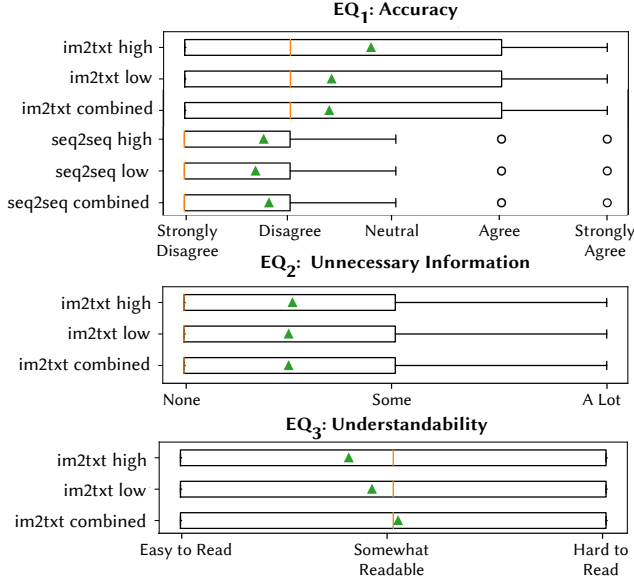 EQ1: Accuracy
im2txt high
im2txt low
im2txt combined
seq2seq high
seq2seq low
seq2seq combined
Strongly Disagree Neutral Agree Strongly
Disagree Agree
EQ2: Unnecessary Information
im2txt high
im2txt low
im2txt combined
None Some A Lot
EQ3: Understandability
im2txt high
im2txt low
im2txt combined
Easy to Read Somewhat Hard to
Readable Read